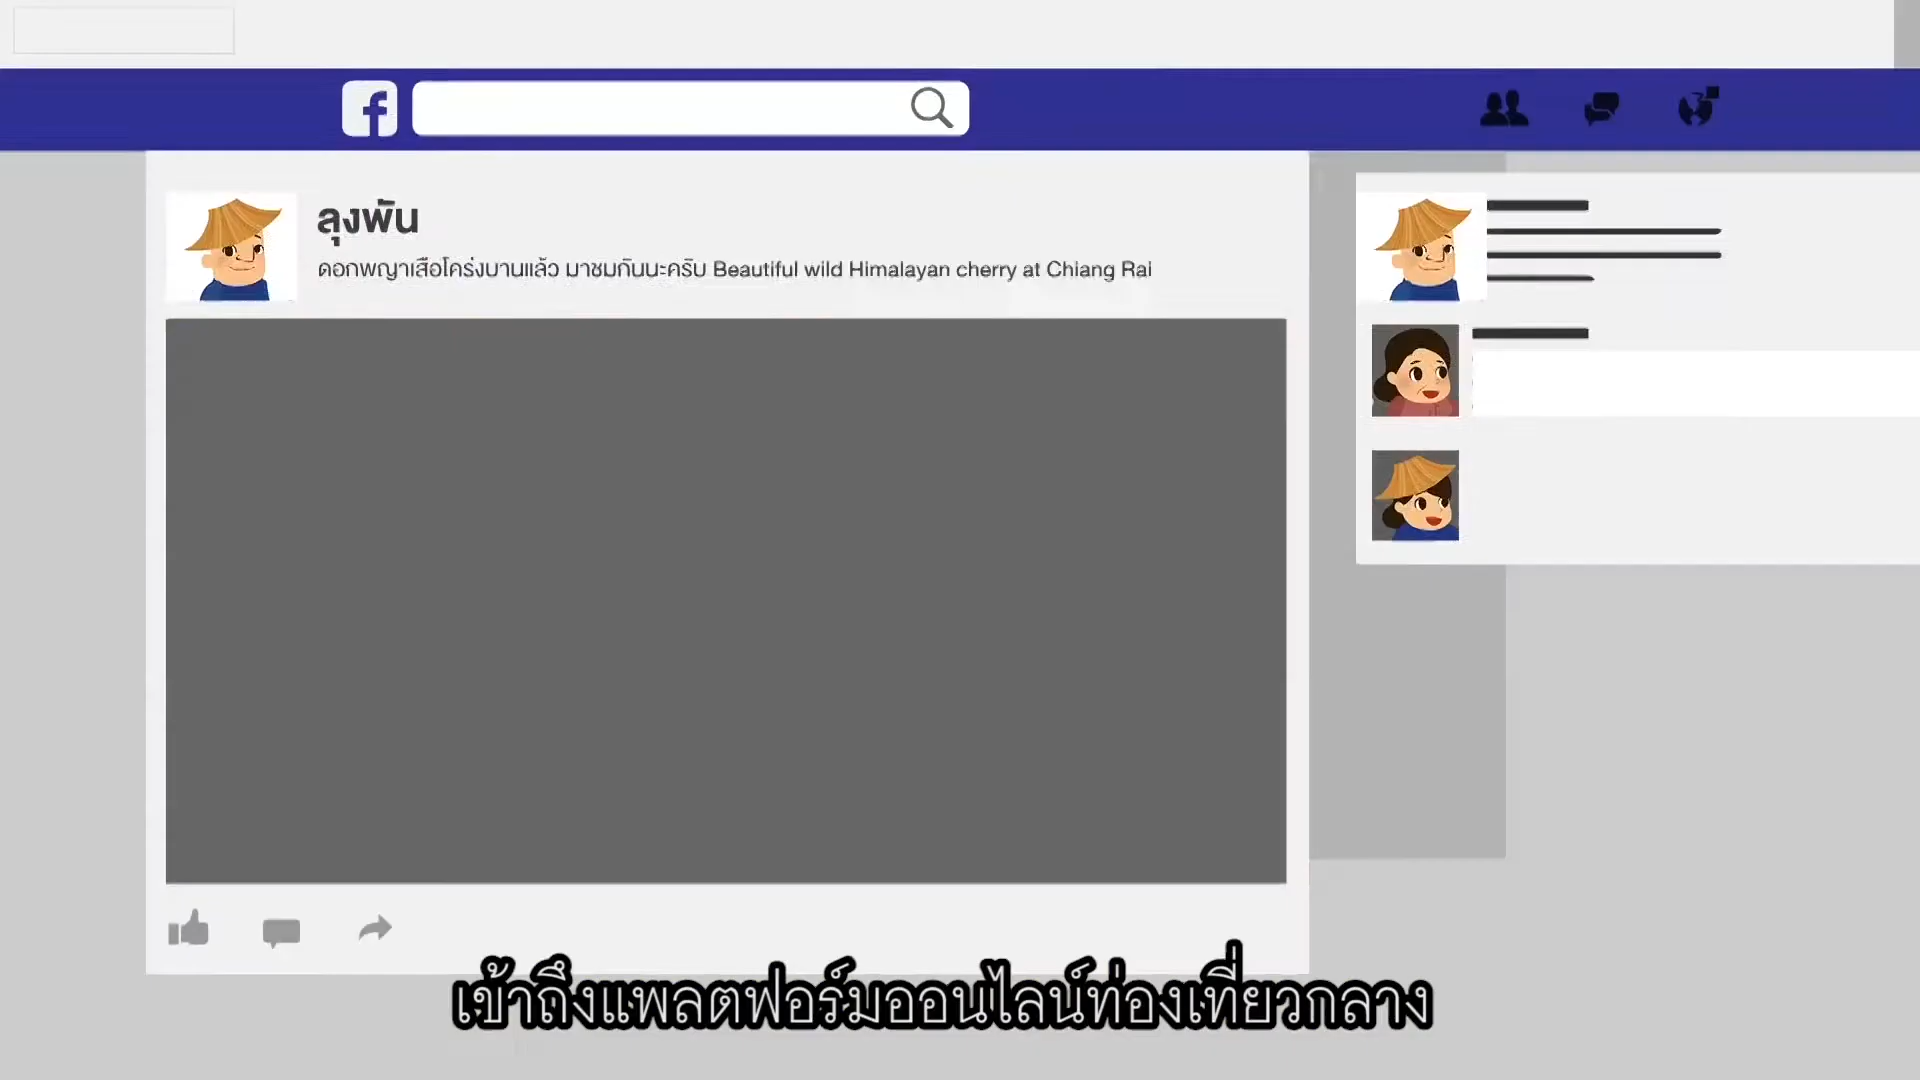 f
ลุงพัน
ดอกพญาเสือโคร่งบานแล้ว มาชมกันนะครับ Beautiful wild Himalayan cherry at Chiang Rai
เข้าถึงแพลตฟอร์มออนไลน์ท่องเที่ยวกลาง